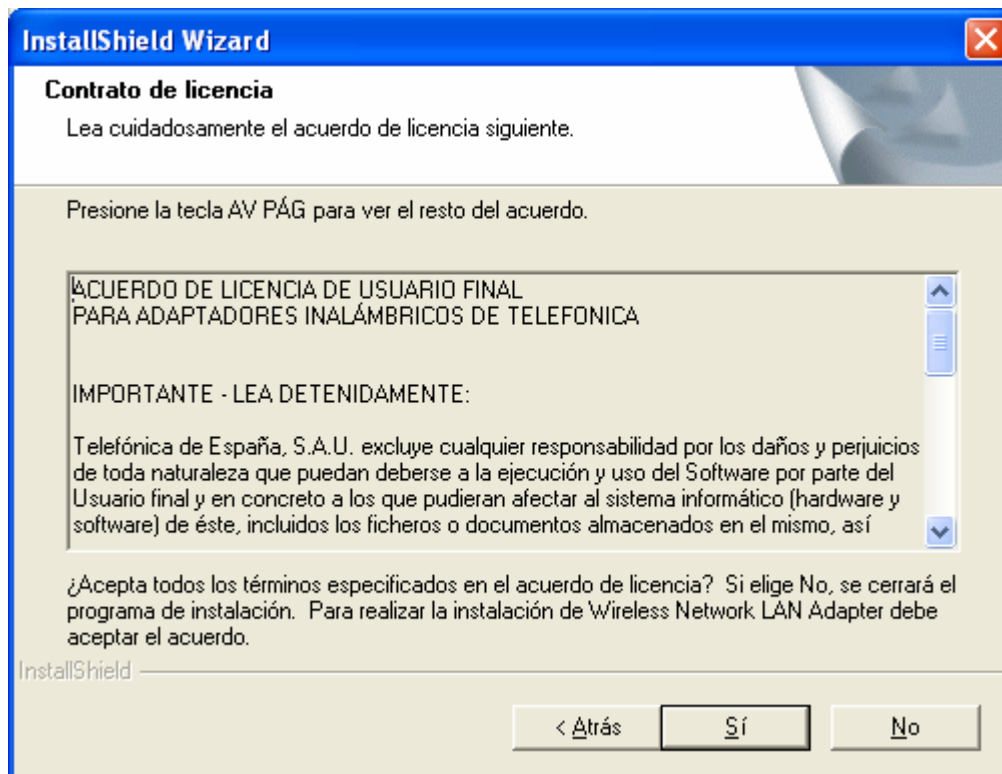 InstallShield Wizard
Contrato de licencia
Lea cuidadosamente el acuerdo de licencia siguiente.
Presione la tecla AV PÁG para ver el resto del acuerdo.
ACUERDO DE LICENCIA DE USUARIO FINAL
PARA ADAPTADORES INALÁMBRICOS DE TELEFONICA
IMPORTANTE - LEA DETENIDAMENTE:
Telefónica de España, S.A.U. excluye cualquier responsabilidad por los daños y perjuicios
de toda naturaleza que puedan deberse a la ejecución y uso del Software por parte del
Usuario final y en concreto a los que pudieran afectar al sistema informático (hardware y
software) de éste, incluidos los ficheros o documentos almacenados en el mismo, así
¿Acepta todos los términos especificados en el acuerdo de licencia?  Si elige No, se cerrará el
programa de instalación.  Para realizar la instalación de Wireless Network LAN Adapter debe
aceptar el acuerdo.
InstallShield
< Atrás
Sí
No